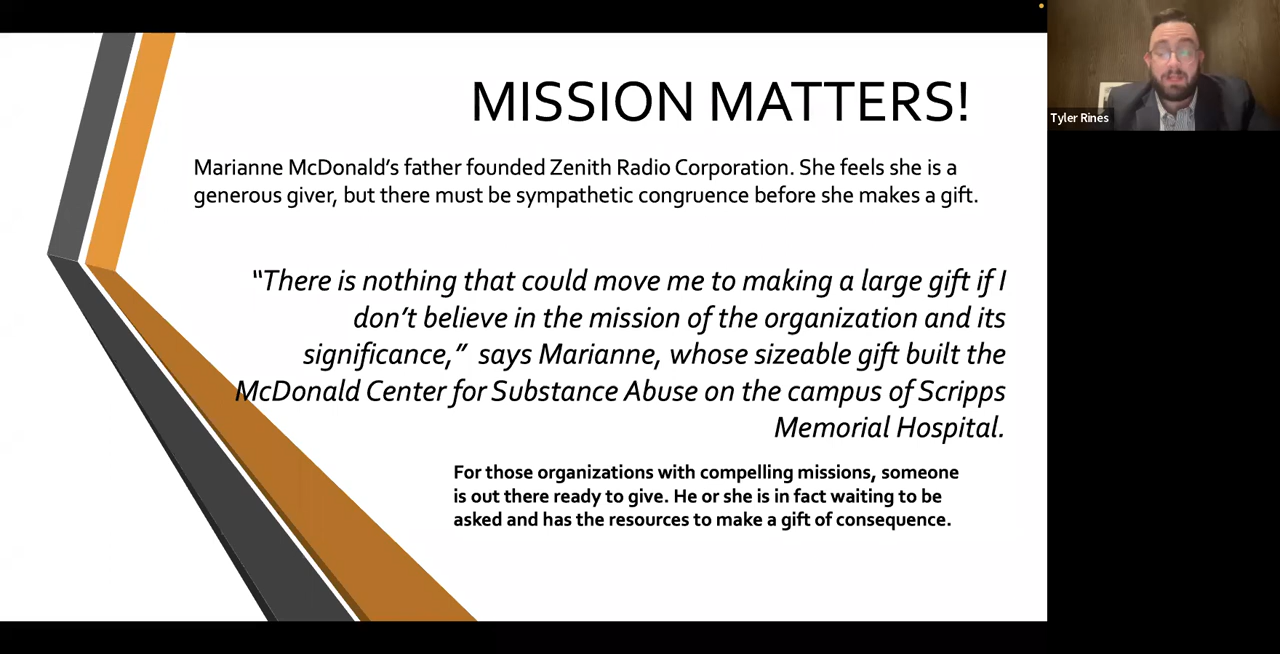 MISSION MATTERS!
Marianne McDonald’s father founded Zenith Radio Corporation. She feels she is a
generous giver, but there must be sympathetic congruence before she makes a gift.
“There is nothing that could move me to making a large gift if I
don’t believe in the mission of the organization and its
significance,” says Marianne, whose sizeable gift built the
McDonald Center for Substance Abuse on the campus of Scripps
Memorial Hospital.
For those organizations with compelling missions, someone
is out there ready to give. He or she is in fact waiting to be
asked and has the resources to make a gift of consequence.
Tyler Rines